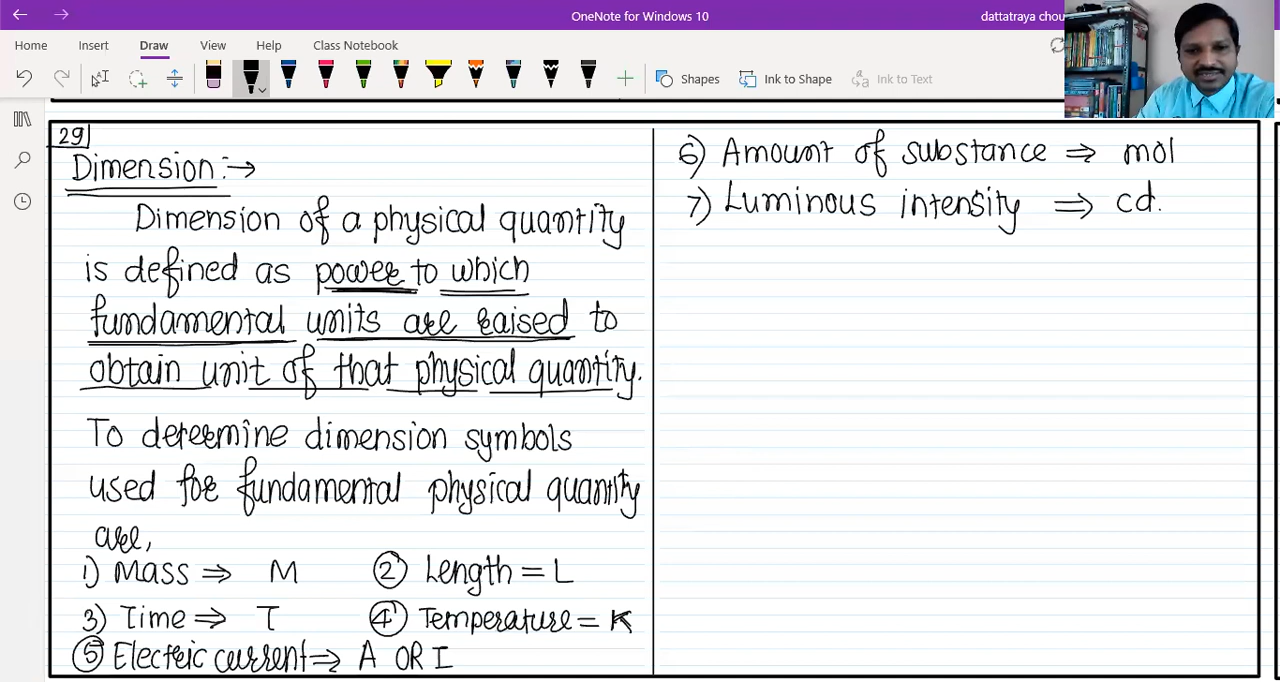 OneNote for Windows 10
dattatraya chou
Home Insert Draw View Help Class Notebook
Shapes Ink to Shape Ink to Text
29
Dimension :→
Dimension of a physical quantity
is defined as power to which
fundamental units are raised to
obtain unit of that physical quantity.
To determine dimension symbols
used for fundamental physical quantity
are,
1) Mass ⇒ M ② Length = L
3) Time ⇒ T ④ Temperature = K
⑤ Electric current ⇒ A OR I
6) Amount of substance ⇒ mol
7) Luminous intensity ⇒ cd.